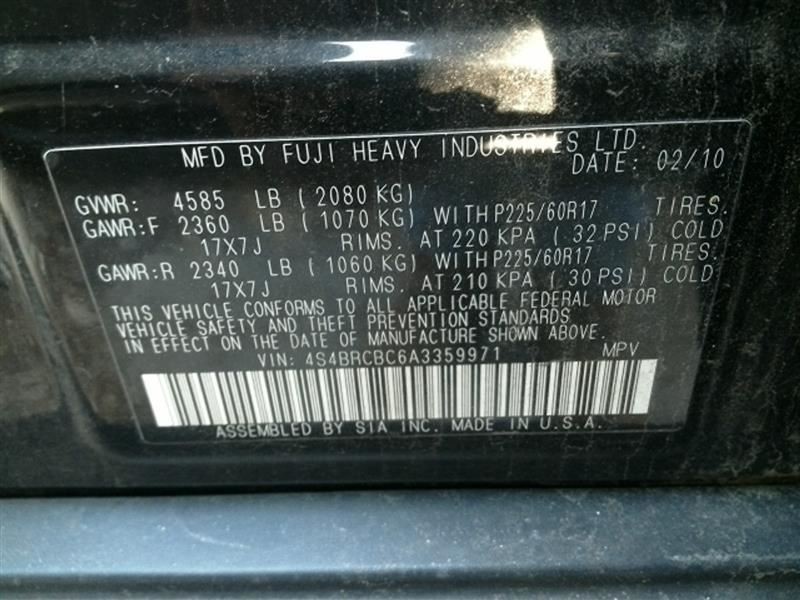 MFD BY FUJI HEAVY INDUSTRIES LTD.
DATE: 02/10
GVWR: 4585 LB ( 2080 KG)
GAWR:F 2360 LB ( 1070 KG) WITH P225/60R17 TIRES.
17X7J RIMS. AT 220 KPA ( 32 PSI) COLD
GAWR:R 2340 LB ( 1060 KG) WITH P225/60R17 TIRES.
17X7J RIMS. AT 210 KPA ( 30 PSI) COLD
THIS VEHICLE CONFORMS TO ALL APPLICABLE FEDERAL MOTOR
VEHICLE SAFETY AND THEFT PREVENTION STANDARDS
IN EFFECT ON THE DATE OF MANUFACTURE SHOWN ABOVE.
VIN: 4S4BRCBC6A3359971 MPV
ASSEMBLED BY SIA INC. MADE IN U.S.A.